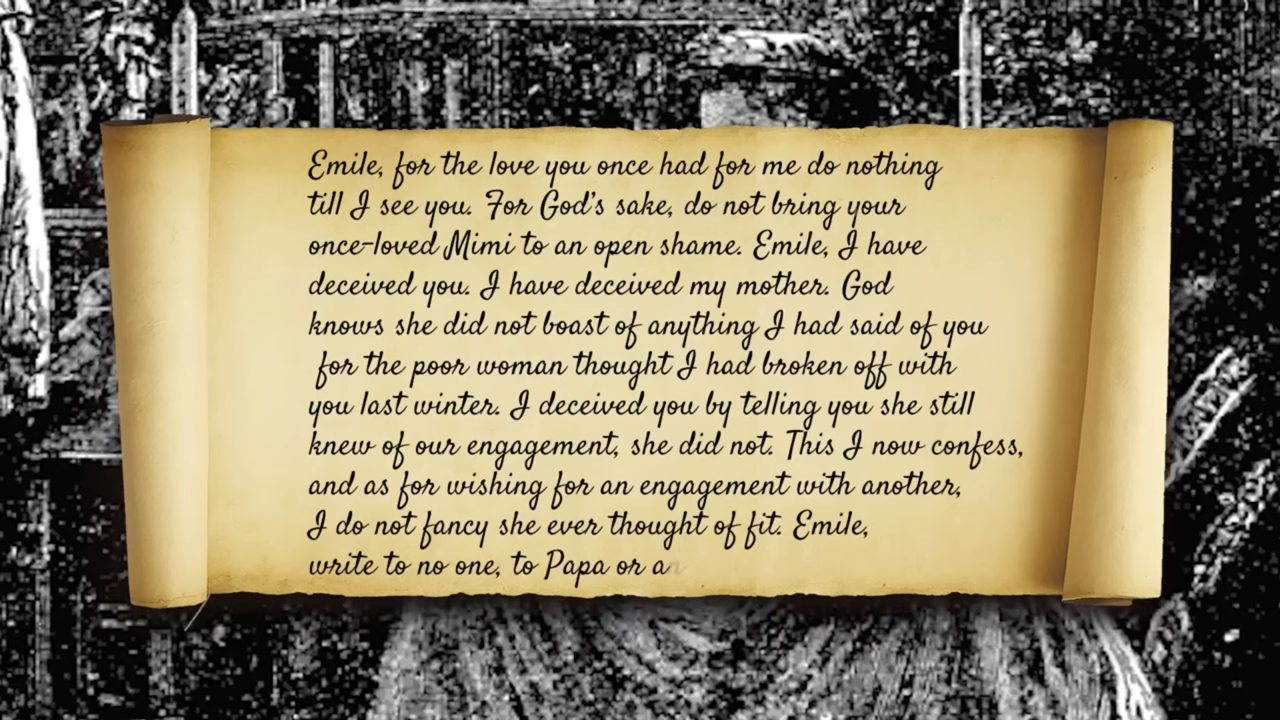 Emile, for the love you once had for me do nothing
till I see you. For God's sake, do not bring your
once-loved Mimi to an open shame. Emile, I have
deceived you. I have deceived my mother. God
knows she did not boast of anything I had said of you
for the poor woman thought I had broken off with
you last winter. I deceived you by telling you she still
knew of our engagement, she did not. This I now confess,
and as for wishing for an engagement with another,
I do not fancy she ever thought of fit. Emile,
write to no one, to Papa or an